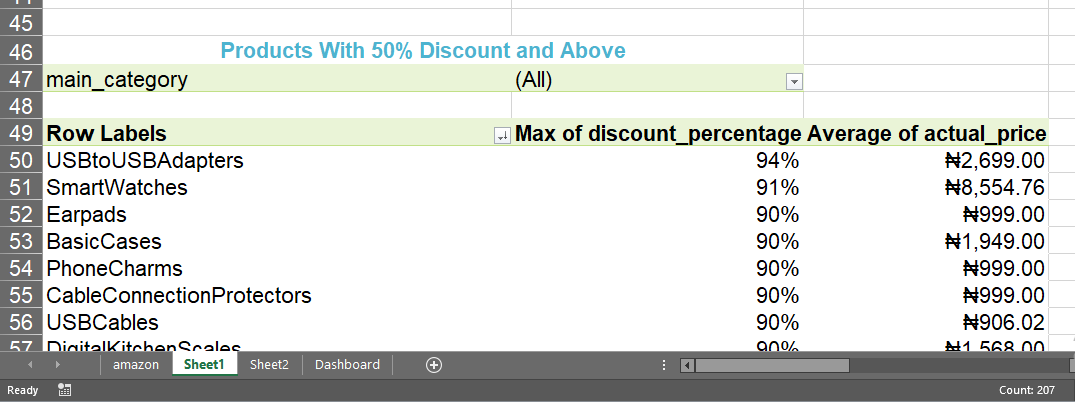 45
46 Products With 50% Discount and Above
47 main_category (All)
48
49 Row Labels Max of discount_percentage Average of actual_price
50 USBtoUSBAdapters 94% ₦2,699.00
51 SmartWatches 91% ₦8,554.76
52 Earpads 90% ₦999.00
53 BasicCases 90% ₦1,949.00
54 PhoneCharms 90% ₦999.00
55 CableConnectionProtectors 90% ₦999.00
56 USBCables 90% ₦906.02
57 DigitalKitchenScales 90% ₦1,568.00
amazon Sheet1 Sheet2 Dashboard
Ready Count: 207